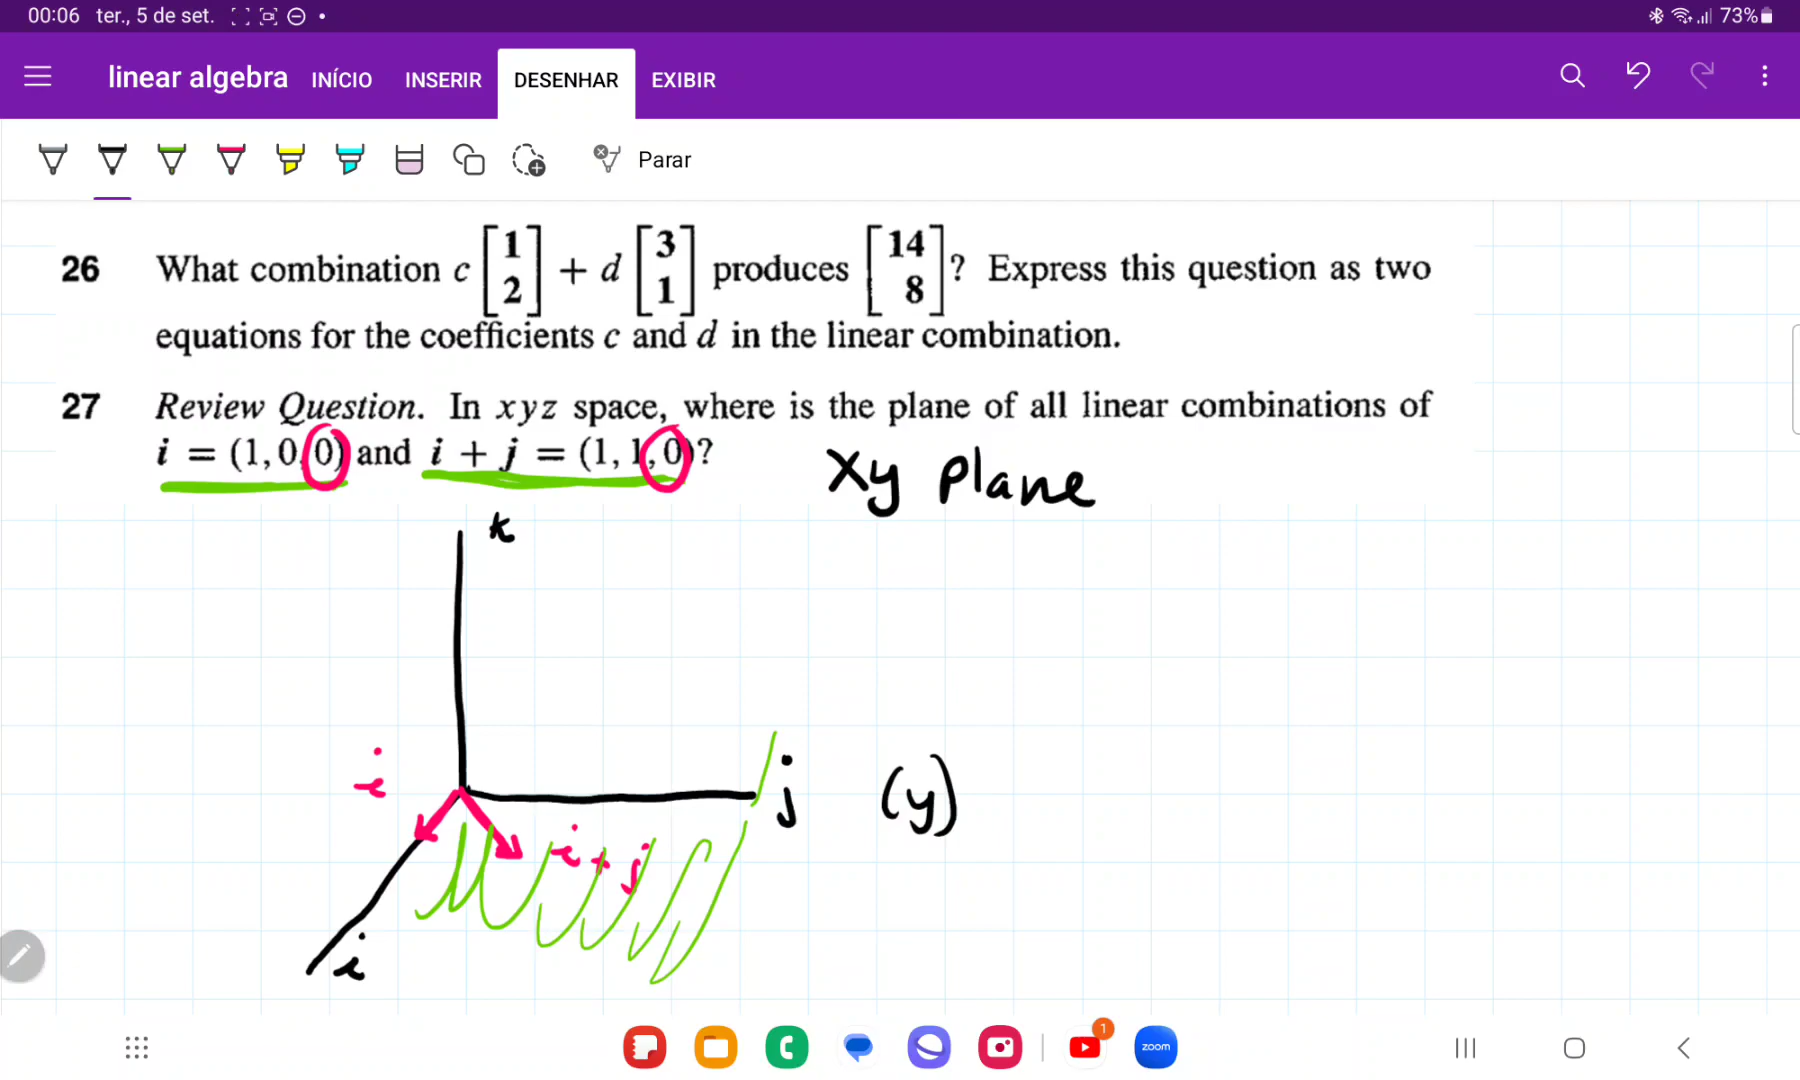 00:06 ter., 5 de set. 73%
linear algebra INÍCIO INSERIR DESENHAR EXIBIR
Parar
26 What combination c [1 2] + d [3 1] produces [14 8]? Express this question as two
equations for the coefficients c and d in the linear combination.
27 Review Question. In xyz space, where is the plane of all linear combinations of
i = (1, 0, 0) and i + j = (1, 1, 0)?
xy plane
k
i
j (y)
i + j
i
1
zoom